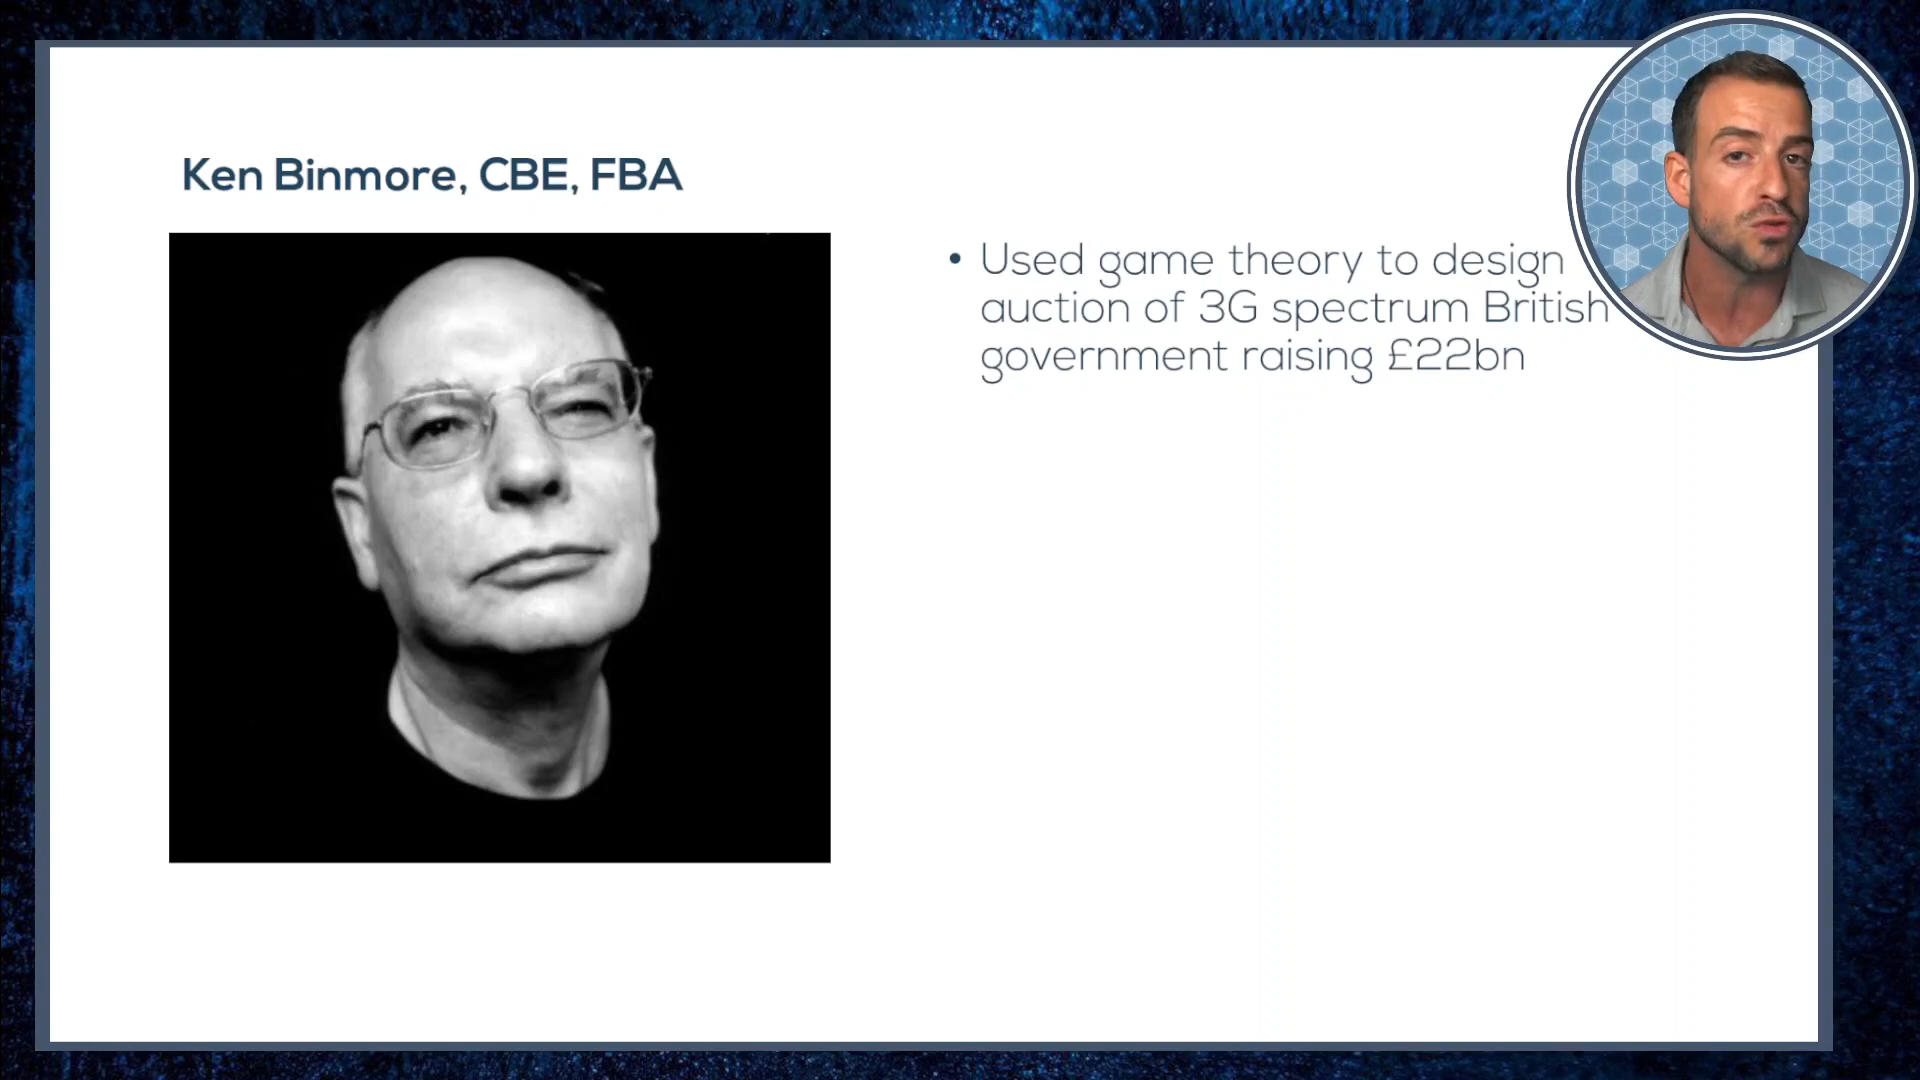 Ken Binmore, CBE, FBA
• Used game theory to design
auction of 3G spectrum British
government raising £22bn